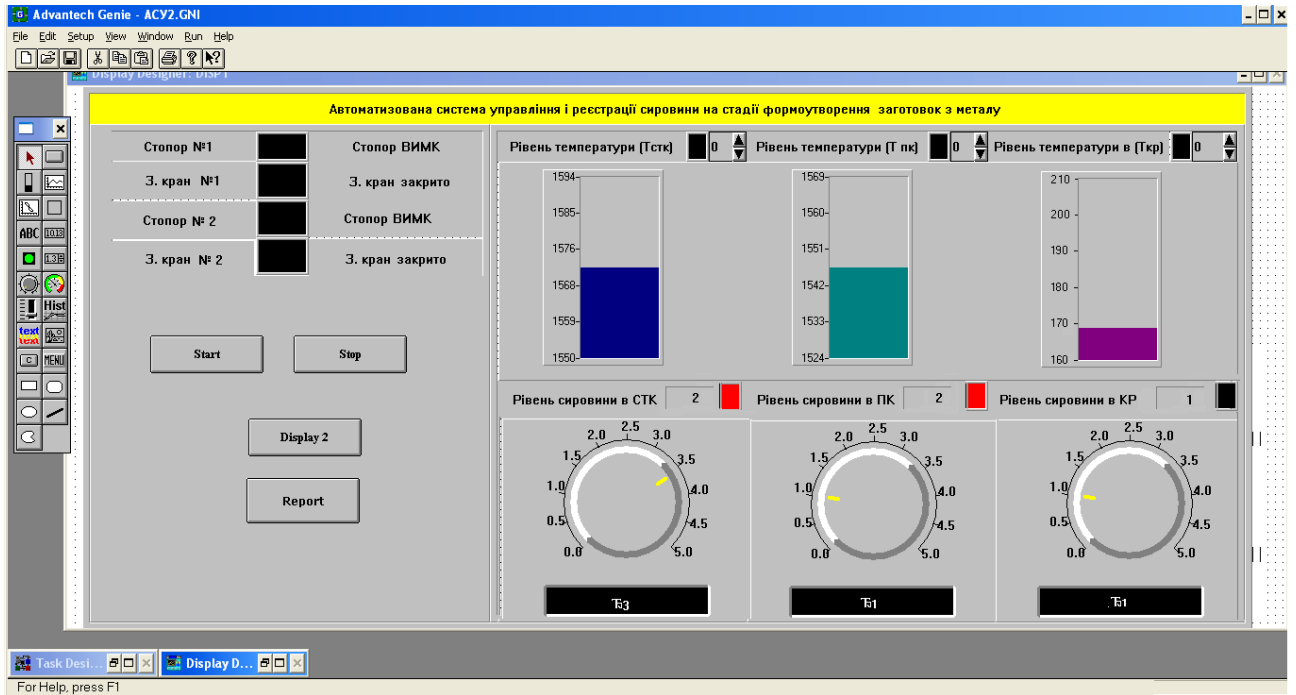 Advantech Genie - АСУ2.GNI
File Edit Setup View Window Run Help
Display Designer: DISP1
Автоматизована система управління і реєстрації сировини на стадії формоутворення заготовок з металу
Стопор №1 Стопор ВИМК
З. кран №1 З. кран закрито
Стопор № 2 Стопор ВИМК
З. кран № 2 З. кран закрито
Start Stop
Display 2
Report
Рівень температури (Тстк) 0 Рівень температури (Т пк) 0 Рівень температури в (Ткр) 0
1594 1585 1576 1568 1559 1550
1569 1560 1551 1542 1533 1524
210 200 190 180 170 160
Рівень сировини в СТК 2 Рівень сировини в ПК 2 Рівень сировини в КР 1
0.0 0.5 1.0 1.5 2.0 2.5 3.0 3.5 4.0 4.5 5.0
0.0 0.5 1.0 1.5 2.0 2.5 3.0 3.5 4.0 4.5 5.0
0.0 0.5 1.0 1.5 2.0 2.5 3.0 3.5 4.0 4.5 5.0
ABC
Hist
text
text
C MENU
Task Desi... Display D...
For Help, press F1